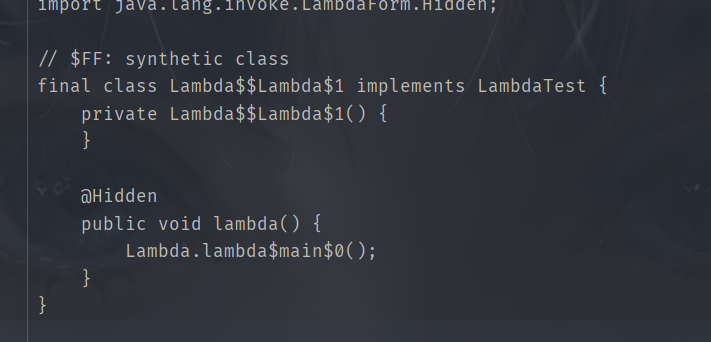 import java.lang.invoke.LambdaForm.Hidden;
// $FF: synthetic class
final class Lambda$$Lambda$1 implements LambdaTest {
private Lambda$$Lambda$1() {
}
@Hidden
public void lambda() {
Lambda.lambda$main$0();
}
}